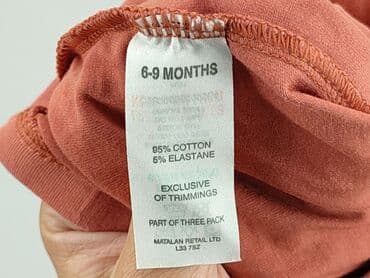 6-9 MONTHS
95% COTTON
5% ELASTANE
EXCLUSIVE
OF TRIMMINGS
PART OF THREE PACK
MATALAN RETAIL LTD
L33 7SZ